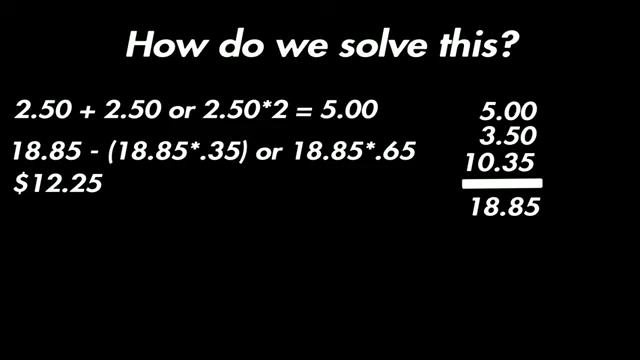 How do we solve this?
2.50 + 2.50 or 2.50*2 = 5.00
18.85 - (18.85*.35) or 18.85*.65
$12.25
5.00
3.50
10.35
18.85